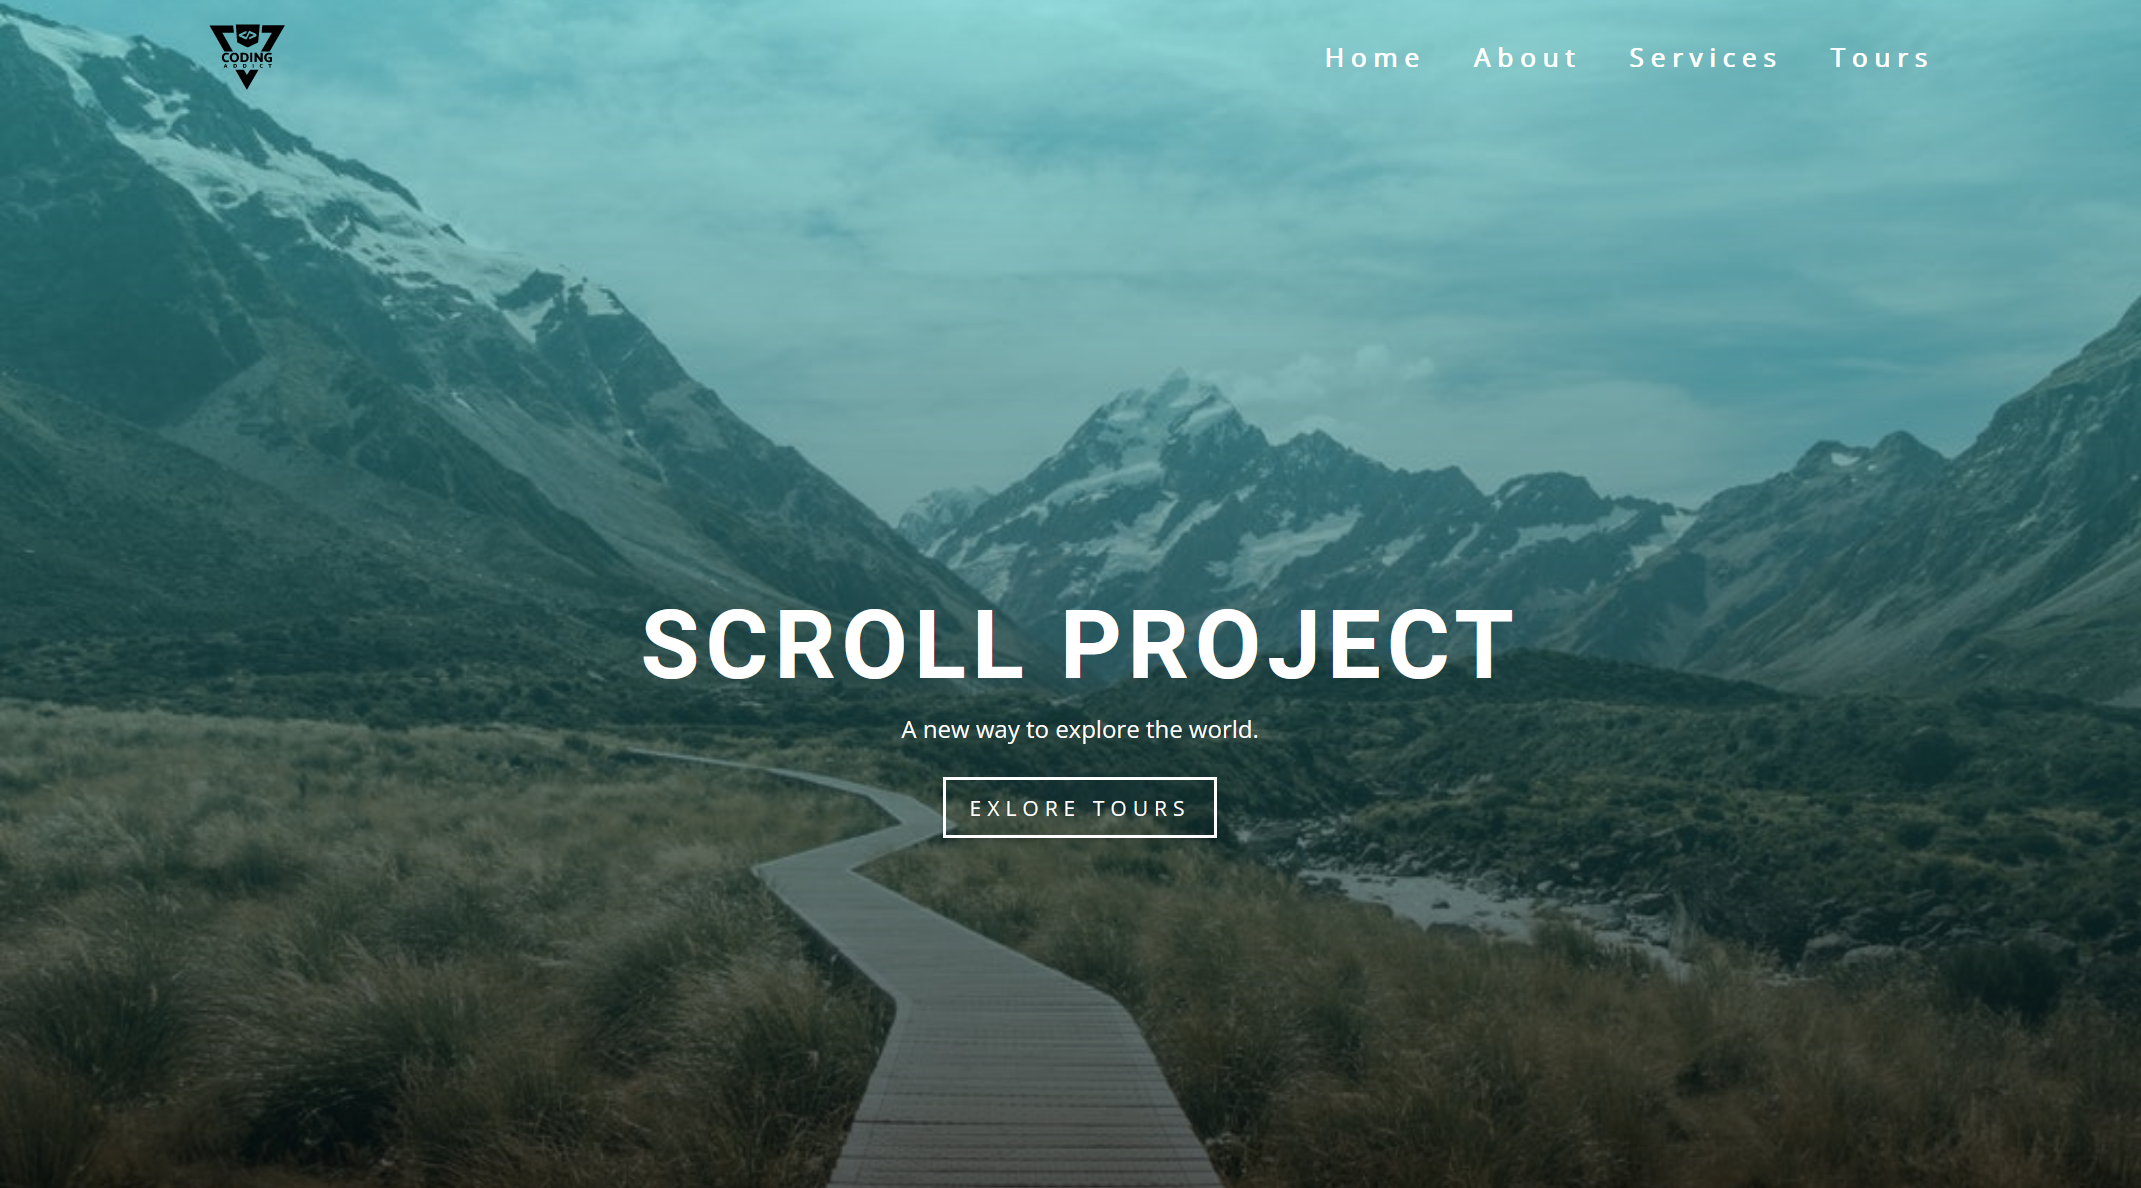 CODING
ADDICT
Home About Services Tours
SCROLL PROJECT
A new way to explore the world.
EXLORE TOURS